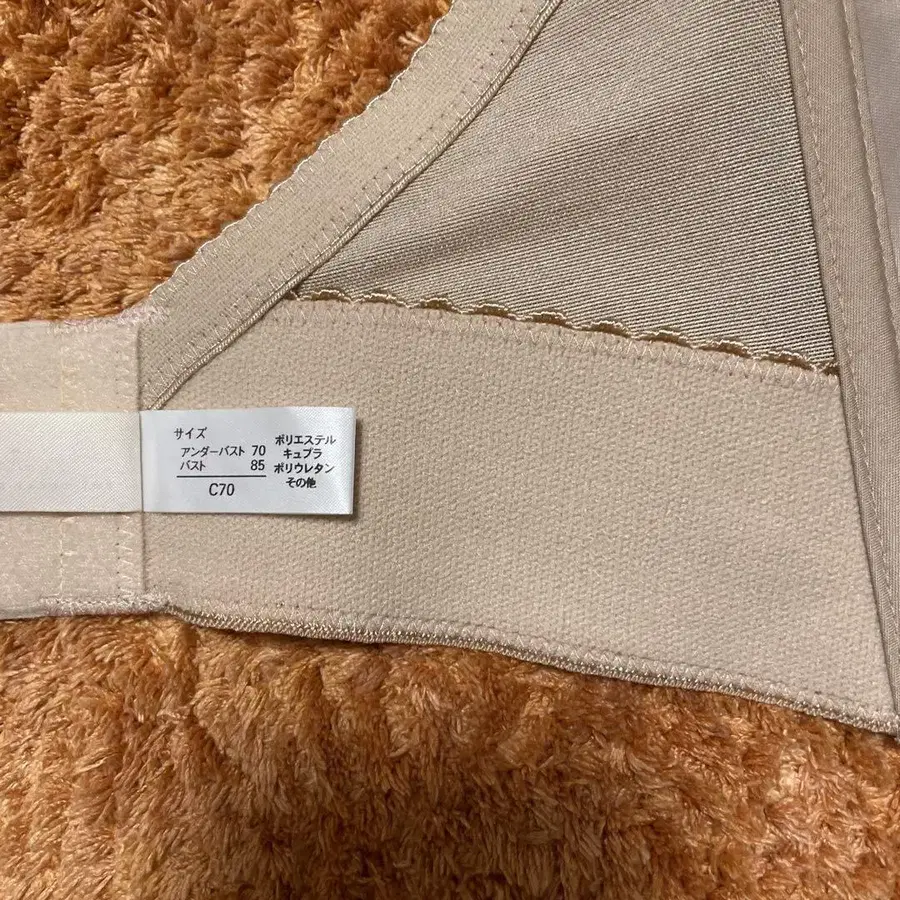 サイズ
アンダーバスト 70
バスト 85
C70
ポリエステル
キュプラ
ポリウレタン
その他